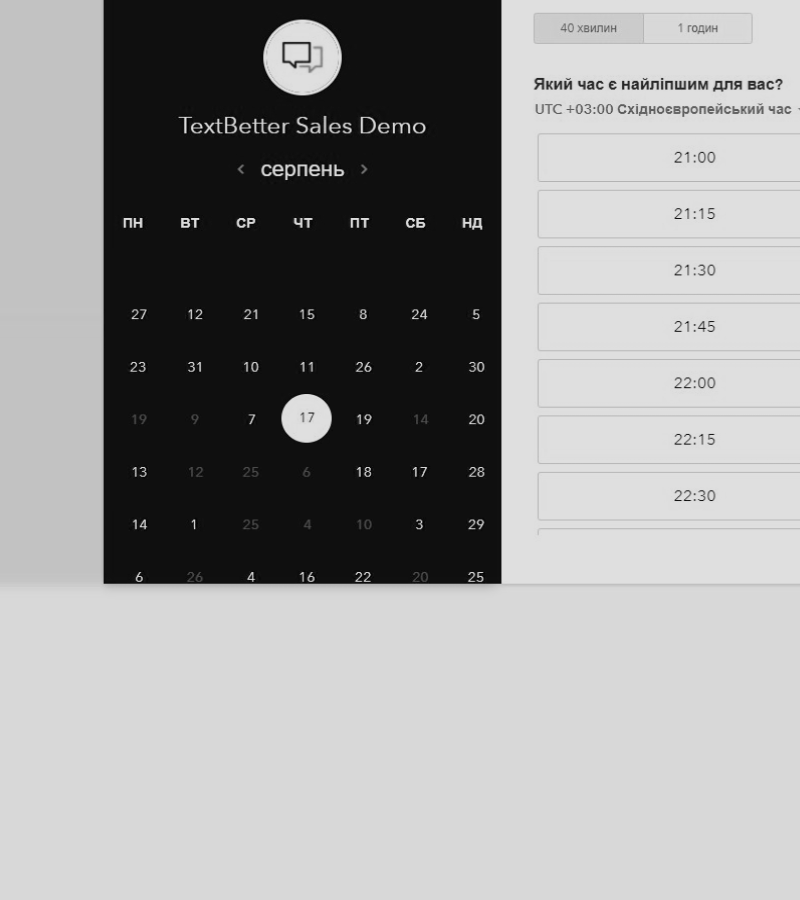 TextBetter Sales Demo
серпень
ПН ВТ СР ЧТ ПТ СБ НД
27 12 21 15 8 24 5
23 31 10 11 26 2 30
19 9 7 17 19 14 20
13 12 25 6 18 17 28
14 1 25 4 10 3 29
6 26 4 16 22 20 25
40 хвилин 1 годин
Який час є найліпшим для вас?
UTC +03:00 Східноєвропейський час
21:00
21:15
21:30
21:45
22:00
22:15
22:30